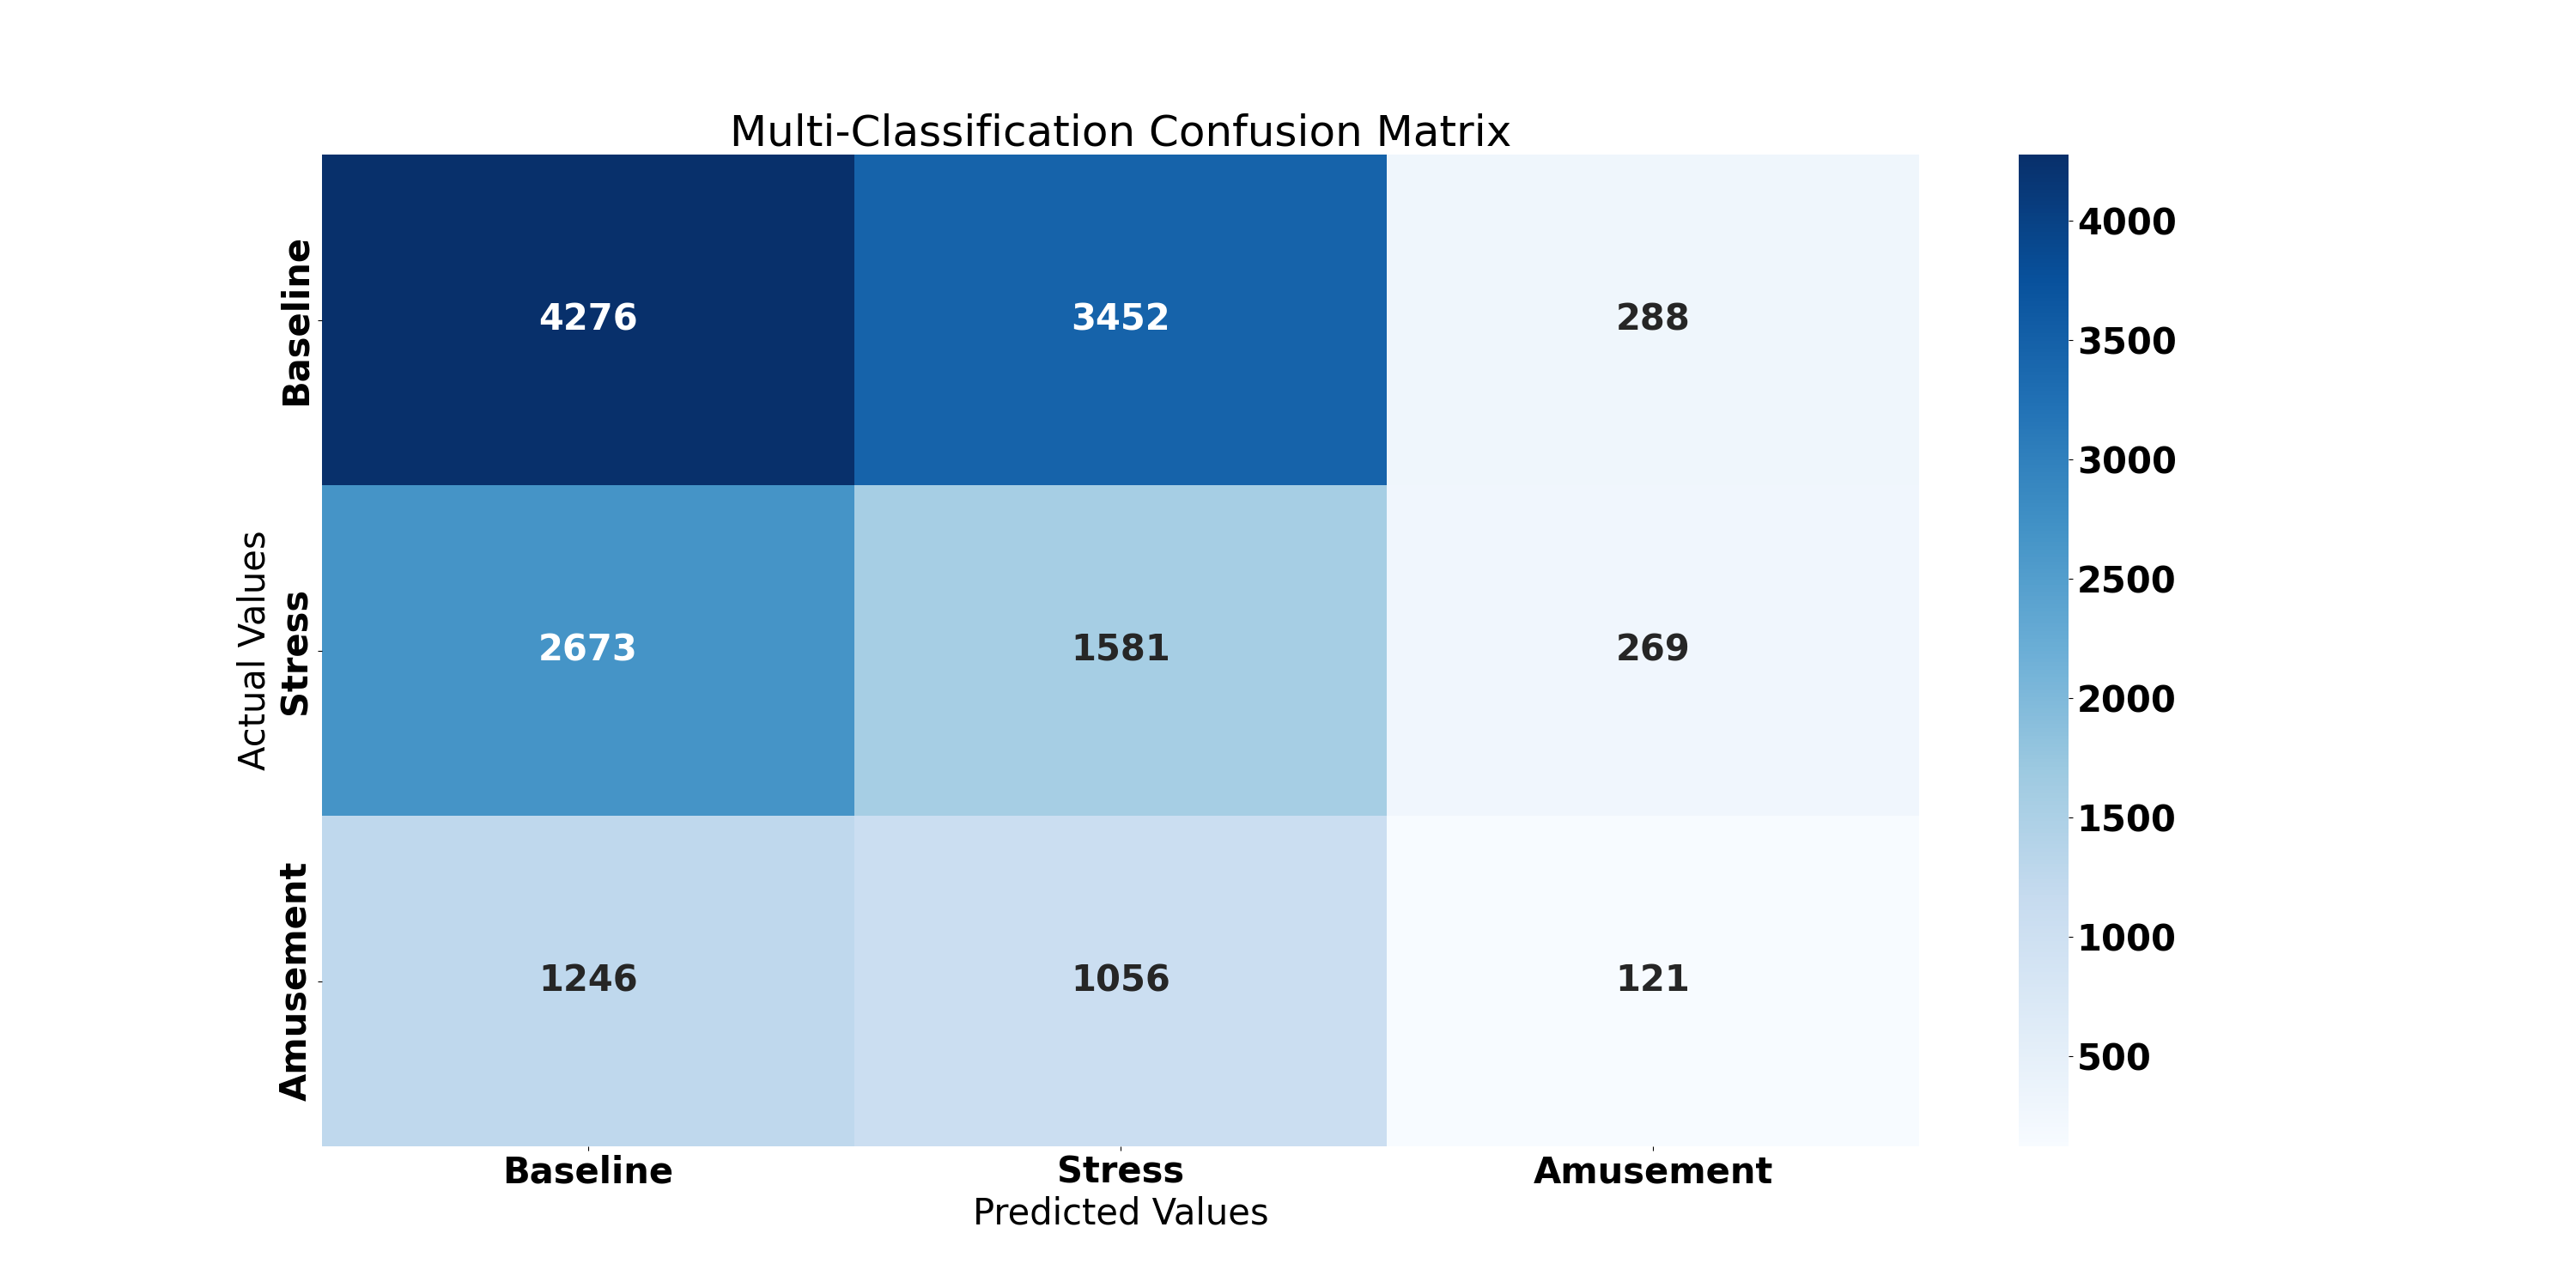 Multi-Classification Confusion Matrix
Actual Values
Baseline
4276 3452 288
Stress
2673 1581 269
Amusement
1246 1056 121
Baseline Stress Amusement
Predicted Values
4000
3500
3000
2500
2000
1500
1000
500